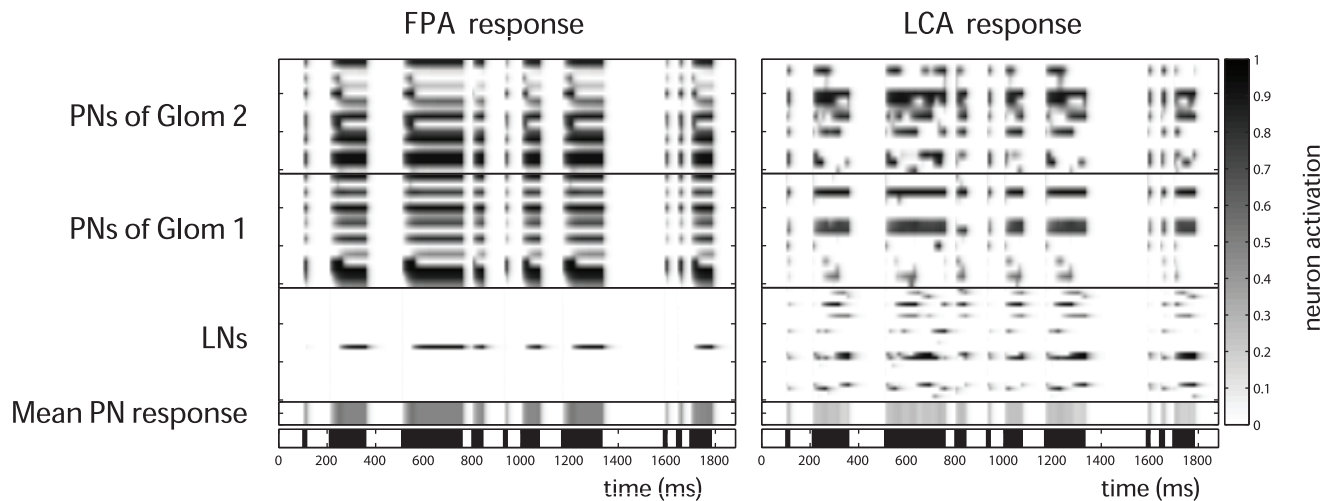 FPA response
LCA response
PNs of Glom 2
PNs of Glom 1
LNs
Mean PN response
0 200 400 600 800 1000 1200 1400 1600 1800
time (ms)
0 200 400 600 800 1000 1200 1400 1600 1800
time (ms)
1
0.9
0.8
0.7
0.6
0.5
0.4
0.3
0.2
0.1
0
neuron activation